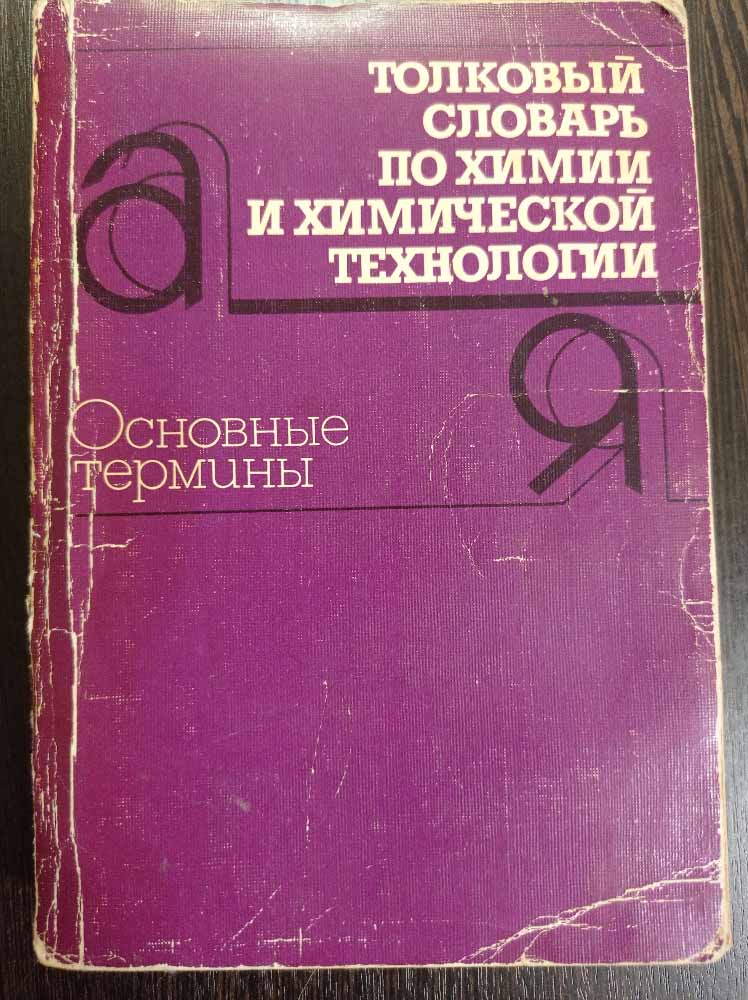 ТОЛКОВЫЙ
СЛОВАРЬ
ПО ХИМИИ
И ХИМИЧЕСКОЙ
ТЕХНОЛОГИИ
а
я
Основные
термины